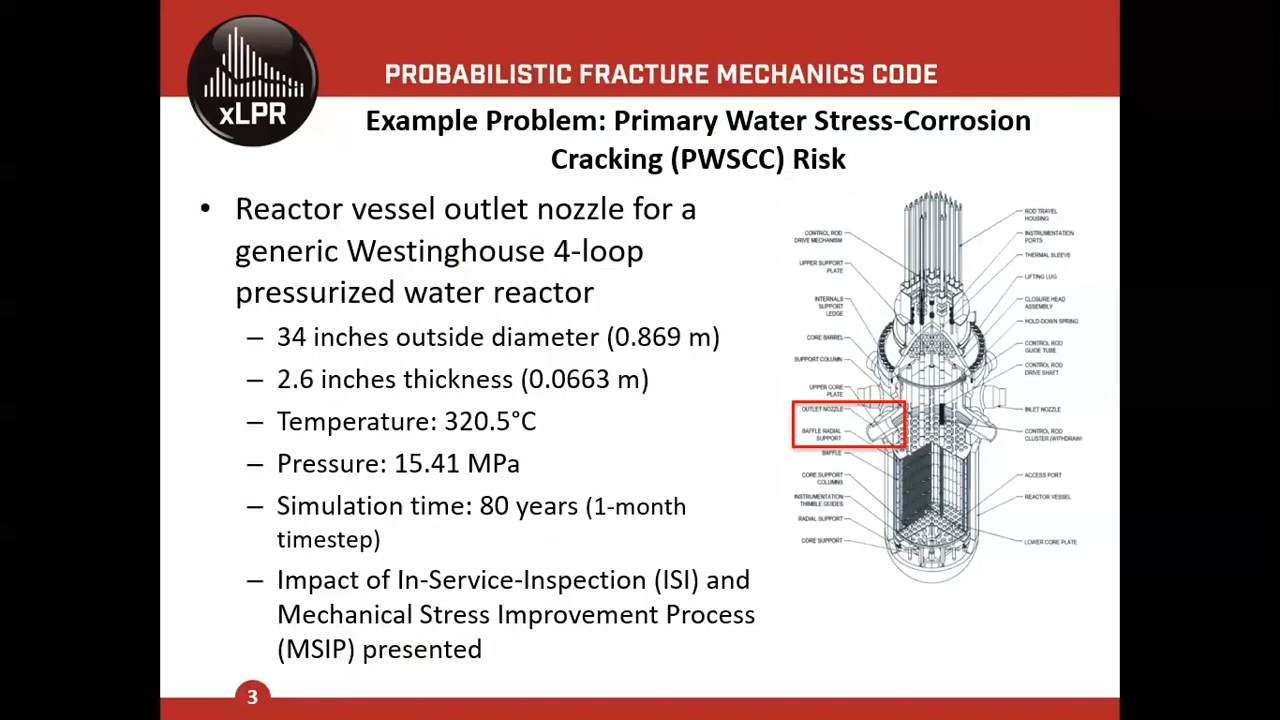 xLPR
PROBABILISTIC FRACTURE MECHANICS CODE
Example Problem: Primary Water Stress-Corrosion
Cracking (PWSCC) Risk
• Reactor vessel outlet nozzle for a
generic Westinghouse 4-loop
pressurized water reactor
– 34 inches outside diameter (0.869 m)
– 2.6 inches thickness (0.0663 m)
– Temperature: 320.5°C
– Pressure: 15.41 MPa
– Simulation time: 80 years (1-month
timestep)
– Impact of In-Service-Inspection (ISI) and
Mechanical Stress Improvement Process
(MSIP) presented
CONTROL ROD
DRIVE MECHANISM
UPPER SUPPORT
PLATE
INTERNALS
SUPPORT
LEDGE
CORE BARREL
SUPPORT COLUMN
UPPER CORE
PLATE
OUTLET NOZZLE
BAFFLE RADIAL
SUPPORT
BAFFLE
CORE SUPPORT
COLUMNS
INSTRUMENTATION
THIMBLE GUIDES
RADIAL SUPPORT
CORE SUPPORT
ROD TRAVEL
HOUSING
INSTRUMENTATION
PORTS
THERMAL SLEEVE
LIFTING LUG
CLOSURE HEAD
ASSEMBLY
HOLD-DOWN SPRING
CONTROL ROD
GUIDE TUBE
CONTROL ROD
DRIVE SHAFT
INLET NOZZLE
CONTROL ROD
CLUSTER (WITHDRAW
ACCESS PORT
REACTOR VESSEL
LOWER CORE PLATE
3